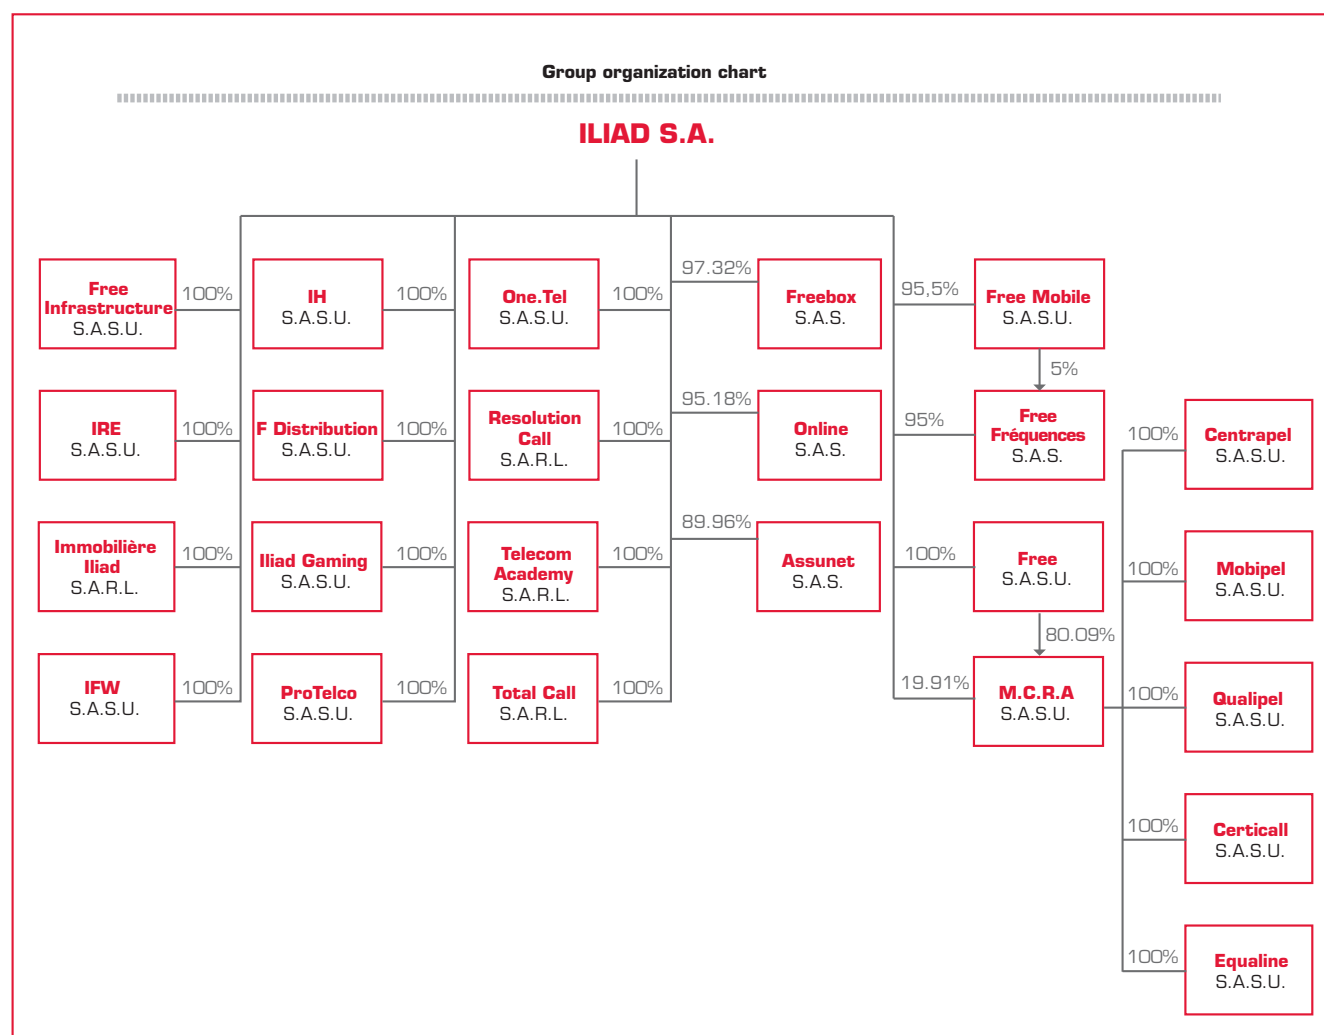 Group organization chart
ILIAD S.A.
Free
Infrastructure
S.A.S.U.
100%
IH
S.A.S.U.
100%
One.Tel
S.A.S.U.
100%
97.32%
Freebox
S.A.S.
95,5%
Free Mobile
S.A.S.U.
5%
IRE
S.A.S.U.
100%
F Distribution
S.A.S.U.
100%
Resolution
Call
S.A.R.L.
100%
95.18%
Online
S.A.S.
95%
Free
Fréquences
S.A.S.
100%
Centrapel
S.A.S.U.
Immobilière
Iliad
S.A.R.L.
100%
Iliad Gaming
S.A.S.U.
100%
Telecom
Academy
S.A.R.L.
100%
89.96%
Assunet
S.A.S.
100%
Free
S.A.S.U.
80.09%
100%
Mobipel
S.A.S.U.
IFW
S.A.S.U.
100%
ProTelco
S.A.S.U.
100%
Total Call
S.A.R.L.
100%
19.91%
M.C.R.A
S.A.S.U.
100%
Qualipel
S.A.S.U.
100%
Certicall
S.A.S.U.
100%
Equaline
S.A.S.U.